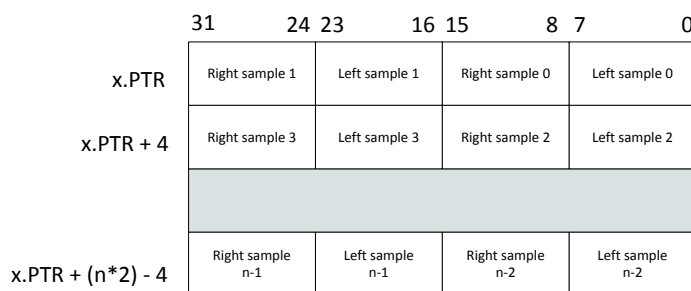 31 24 23 16 15 8 7 0
x.PTR Right sample 1 Left sample 1 Right sample 0 Left sample 0
x.PTR + 4 Right sample 3 Left sample 3 Right sample 2 Left sample 2
x.PTR + (n*2) - 4 Right sample Left sample Right sample Left sample
n-1 n-1 n-2 n-2